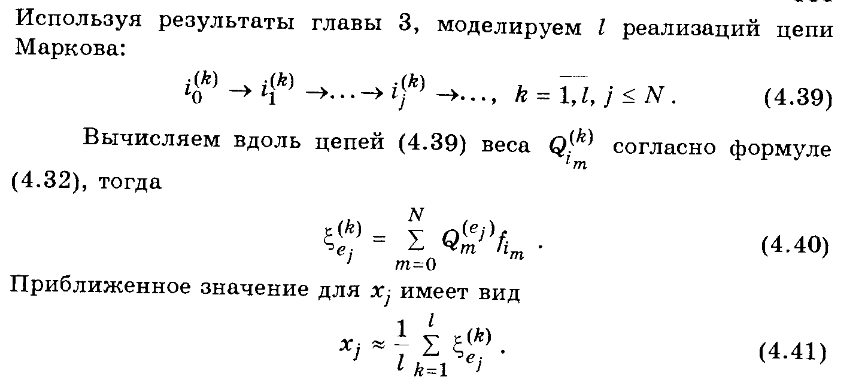 Используя результаты главы 3, моделируем l реализаций цепи
Маркова:
i₀⁽ᵏ⁾ → i₁⁽ᵏ⁾ →...→ i_j^(k) →..., k = \overline{1,l}, j ≤ N . (4.39)
Вычисляем вдоль цепей (4.39) веса Q_{i_m}^{(k)} согласно формуле
(4.32), тогда
ξ_{e_j}^{(k)} = \sum_{m=0}^{N} Q_m^{(e_j)} f_{i_m} . (4.40)
Приближенное значение для x_j имеет вид
x_j ≈ \frac{1}{l} \sum_{k=1}^{l} ξ_{e_j}^{(k)} . (4.41)